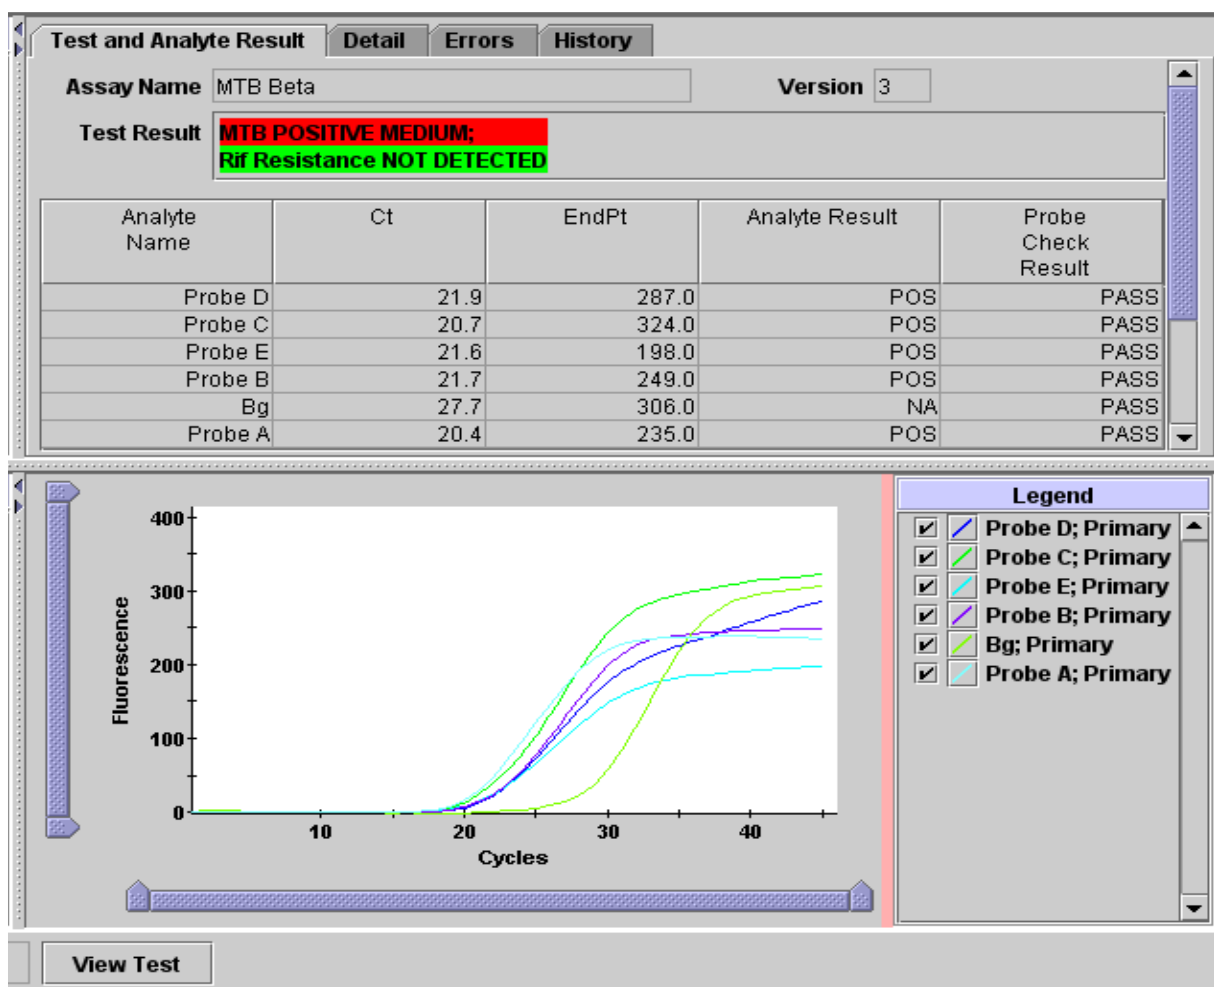 Test and Analyte Result Detail Errors History
Assay Name MTB Beta Version 3
Test Result MTB POSITIVE MEDIUM;
Rif Resistance NOT DETECTED
Analyte Name Ct EndPt Analyte Result Probe Check Result
Probe D 21.9 287.0 POS PASS
Probe C 20.7 324.0 POS PASS
Probe E 21.6 198.0 POS PASS
Probe B 21.7 249.0 POS PASS
Bg 27.7 306.0 NA PASS
Probe A 20.4 235.0 POS PASS
400
300
200
100
0
Fluorescence
10 20 30 40
Cycles
Legend
Probe D; Primary
Probe C; Primary
Probe E; Primary
Probe B; Primary
Bg; Primary
Probe A; Primary
View Test